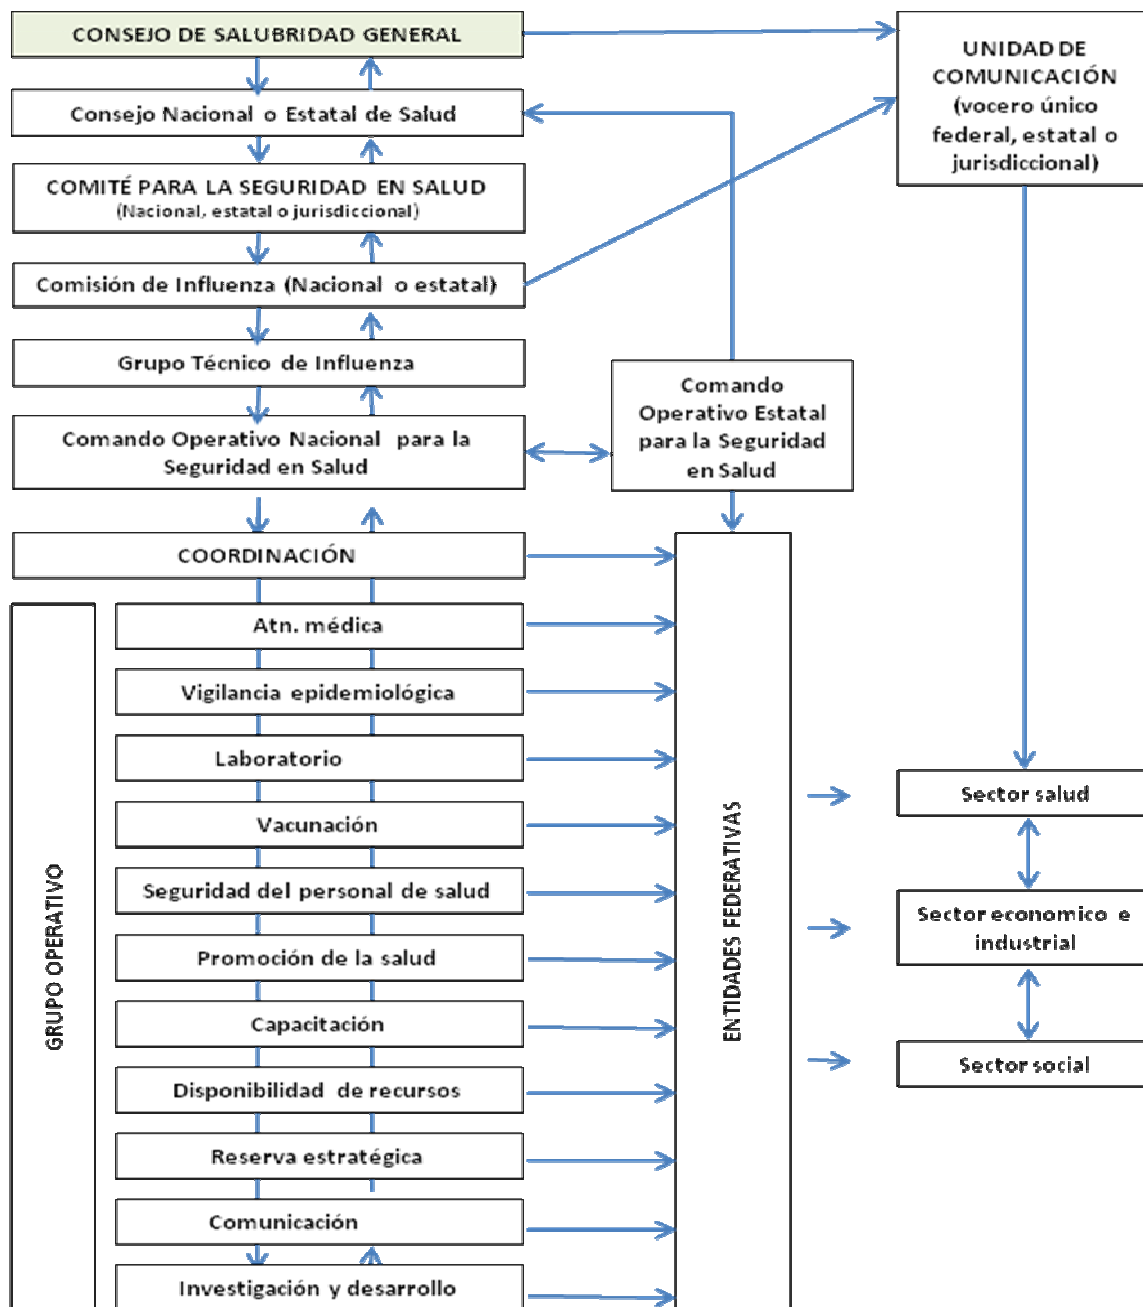 CONSEJO DE SALUBRIDAD GENERAL
UNIDAD DE
COMUNICACIÓN
(vocero único
federal, estatal o
jurisdiccional)
Consejo Nacional o Estatal de Salud
COMITÉ PARA LA SEGURIDAD EN SALUD
(Nacional, estatal o jurisdiccional)
Comisión de Influenza (Nacional o estatal)
Grupo Técnico de Influenza
Comando
Operativo Estatal
para la Seguridad
en Salud
Comando Operativo Nacional para la
Seguridad en Salud
COORDINACIÓN
GRUPO OPERATIVO
Atn. médica
Vigilancia epidemiológica
Laboratorio
Vacunación
Seguridad del personal de salud
Promoción de la salud
Capacitación
Disponibilidad de recursos
Reserva estratégica
Comunicación
Investigación y desarrollo
ENTIDADES FEDERATIVAS
Sector salud
Sector economico e
industrial
Sector social